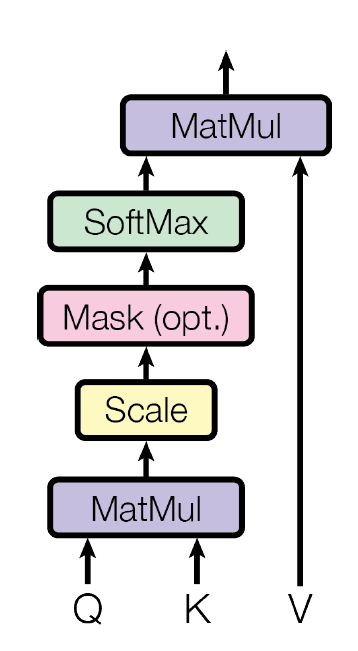 MatMul
SoftMax
Mask (opt.)
Scale
MatMul
Q K V